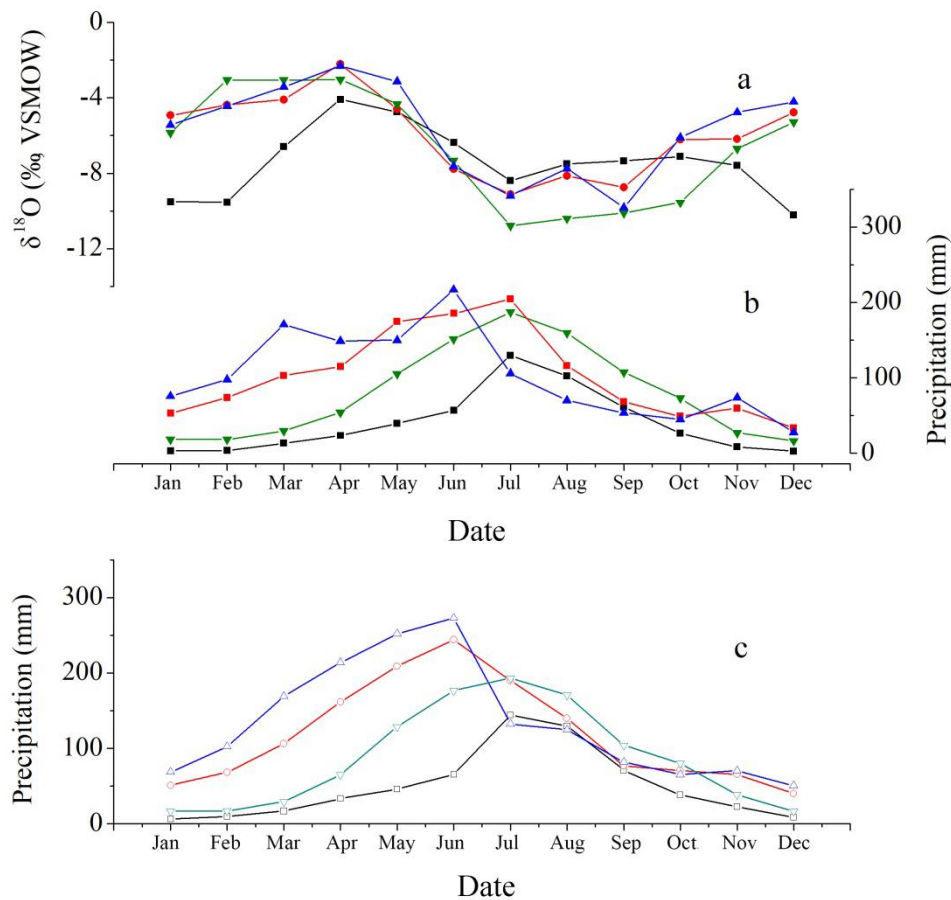 0
a
-4
-8
-12
δ18O (‰ VSMOW)
300
b
200
100
0
Precipitation (mm)
Jan Feb Mar Apr May Jun Jul Aug Sep Oct Nov Dec
Date
300
c
200
100
0
Precipitation (mm)
Jan Feb Mar Apr May Jun Jul Aug Sep Oct Nov Dec
Date